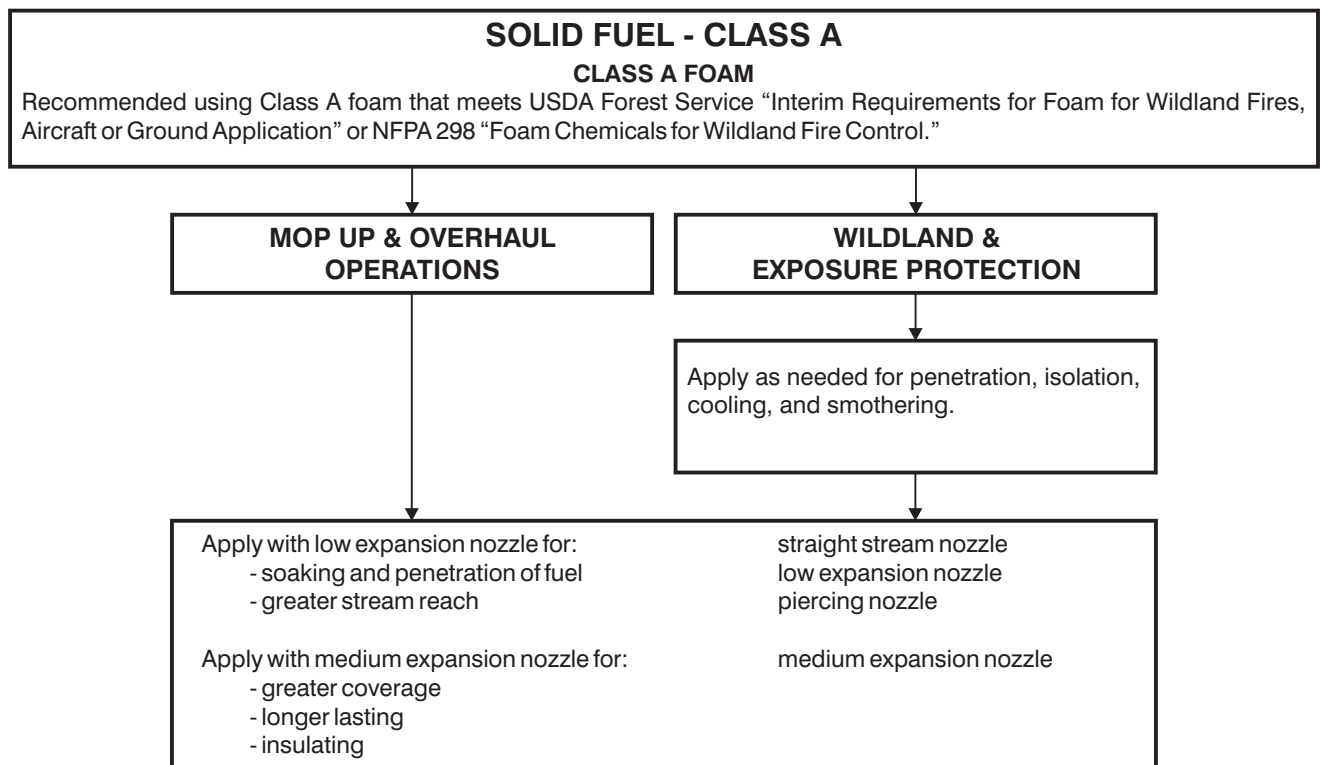 SOLID FUEL - CLASS A
CLASS A FOAM
Recommended using Class A foam that meets USDA Forest Service “Interim Requirements for Foam for Wildland Fires,
Aircraft or Ground Application” or NFPA 298 “Foam Chemicals for Wildland Fire Control.”
MOP UP & OVERHAUL
OPERATIONS
WILDLAND &
EXPOSURE PROTECTION
Apply as needed for penetration, isolation,
cooling, and smothering.
Apply with low expansion nozzle for:
- soaking and penetration of fuel
- greater stream reach
straight stream nozzle
low expansion nozzle
piercing nozzle
Apply with medium expansion nozzle for:
- greater coverage
- longer lasting
- insulating
medium expansion nozzle